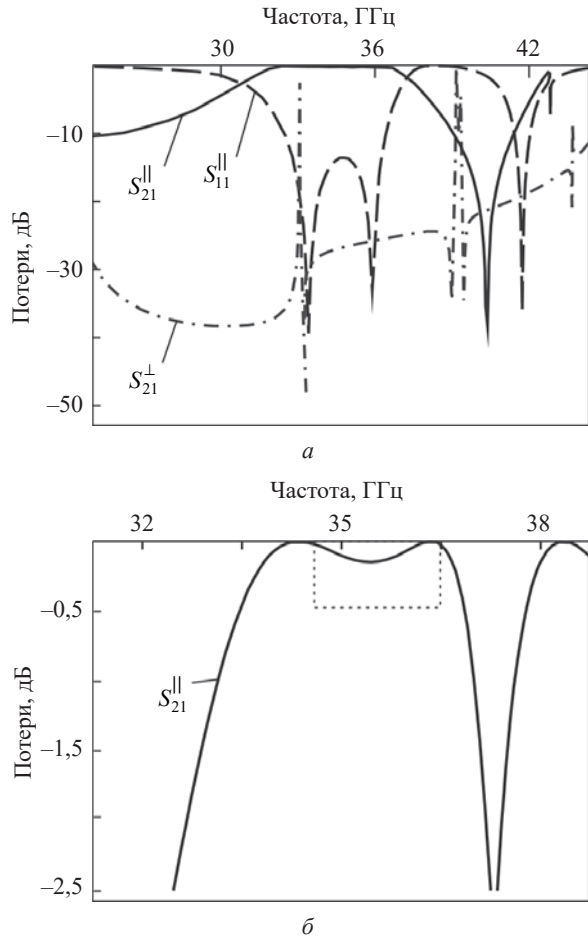 Частота, ГГц
30 36 42
–10
–30
–50
Потери, дБ
S21||
S11||
S21⊥
а
Частота, ГГц
32 35 38
–0,5
–1,5
–2,5
Потери, дБ
S21||
б